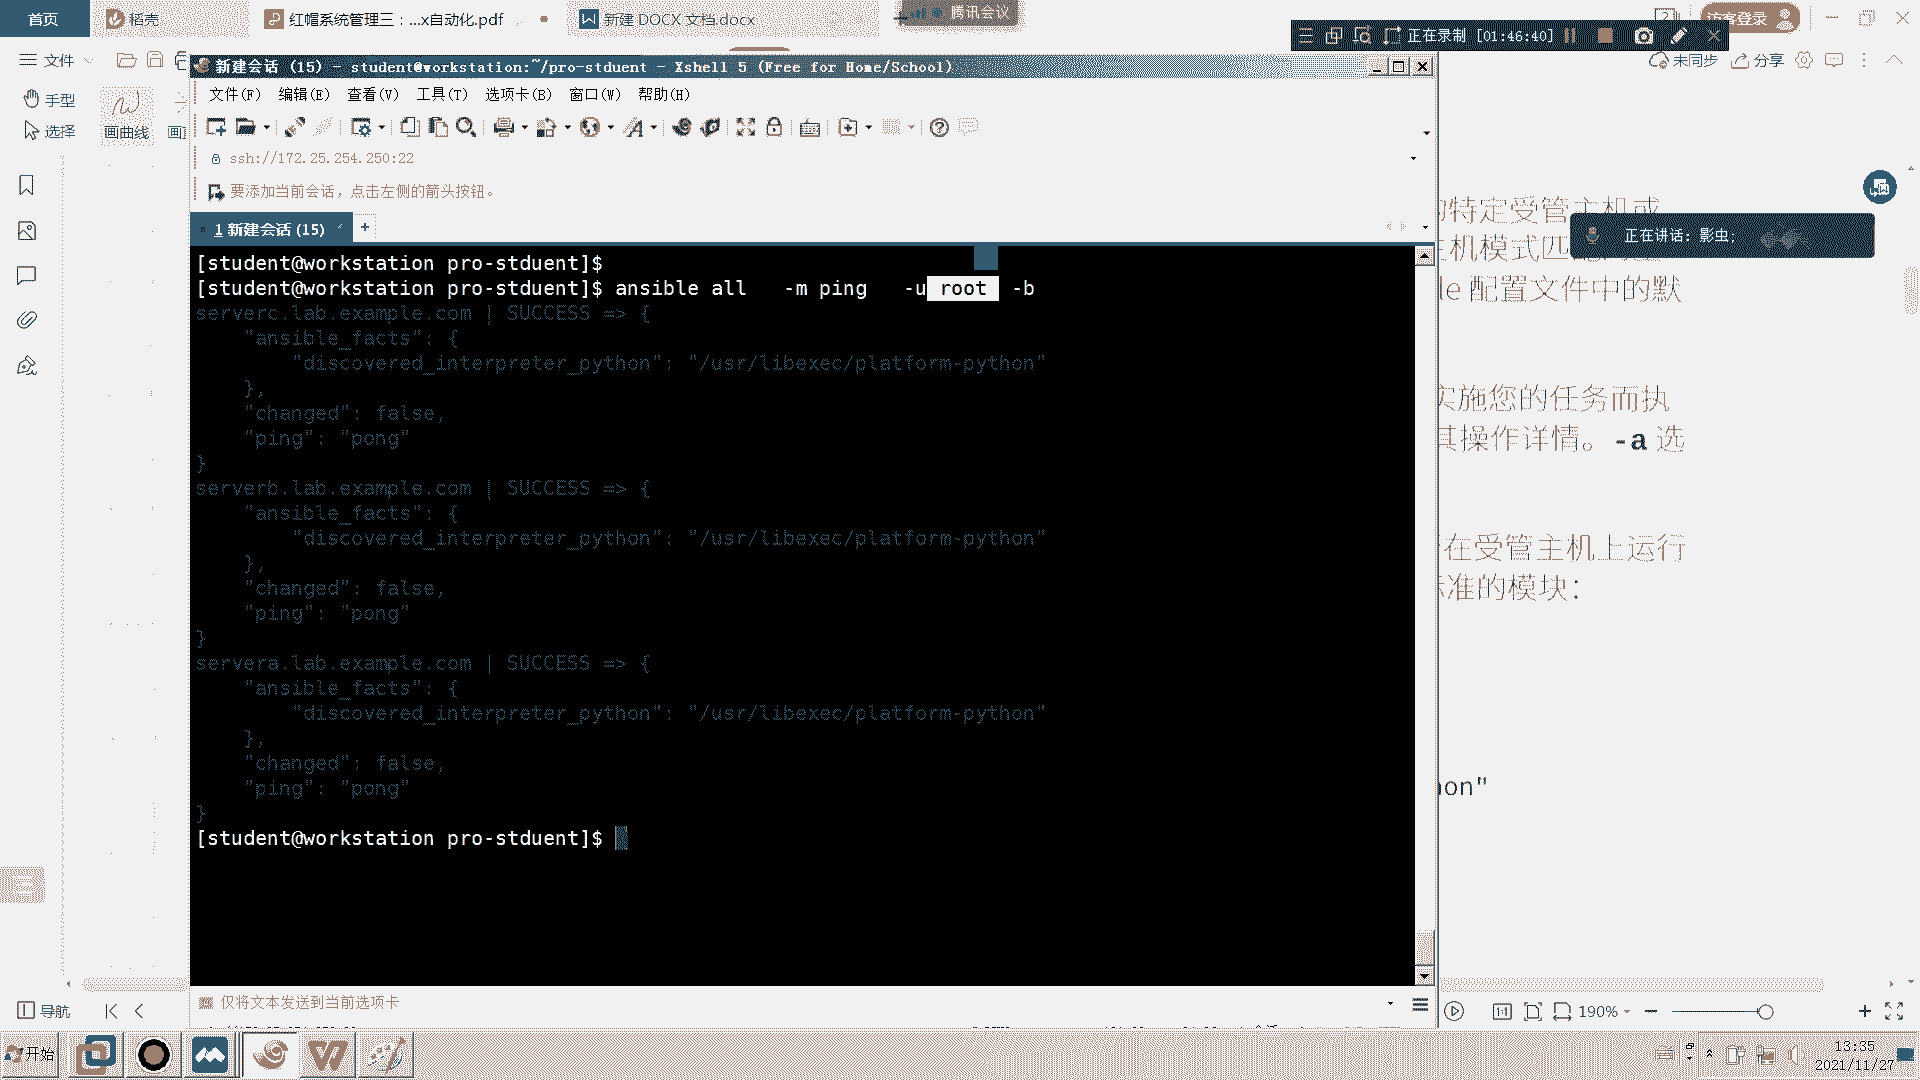 首页
稻壳
红帽系统管理三：...x自动化.pdf
新建 DOCX 文档.docx
腾讯会议
访客登录
正在录制 [01:46:40]
文件
未同步
分享
手型
选择
画曲线
新建会话 (15) - student@workstation:~/pro-stduent - Xshell 5 (Free for Home/School)
文件(F) 编辑(E) 查看(V) 工具(T) 选项卡(B) 窗口(W) 帮助(H)
ssh://172.25.254.250:22
要添加当前会话，点击左侧的箭头按钮。
1 新建会话 (15)
[student@workstation pro-stduent]$
[student@workstation pro-stduent]$ ansible all   -m ping   -u root  -b
serverc.lab.example.com | SUCCESS => {
    "ansible_facts": {
        "discovered_interpreter_python": "/usr/libexec/platform-python"
    },
    "changed": false,
    "ping": "pong"
}
serverb.lab.example.com | SUCCESS => {
    "ansible_facts": {
        "discovered_interpreter_python": "/usr/libexec/platform-python"
    },
    "changed": false,
    "ping": "pong"
}
servera.lab.example.com | SUCCESS => {
    "ansible_facts": {
        "discovered_interpreter_python": "/usr/libexec/platform-python"
    },
    "changed": false,
    "ping": "pong"
}
[student@workstation pro-stduent]$
特定受管主机或
正在讲话: 影虫;
机模式匹
le 配置文件中的默
实施您的任务而执
其操作详情。 -a 选
在受管主机上运行
准的模块：
on"
仅将文本发送到当前选项卡
导航
190%
开始
13:35
2021/11/27